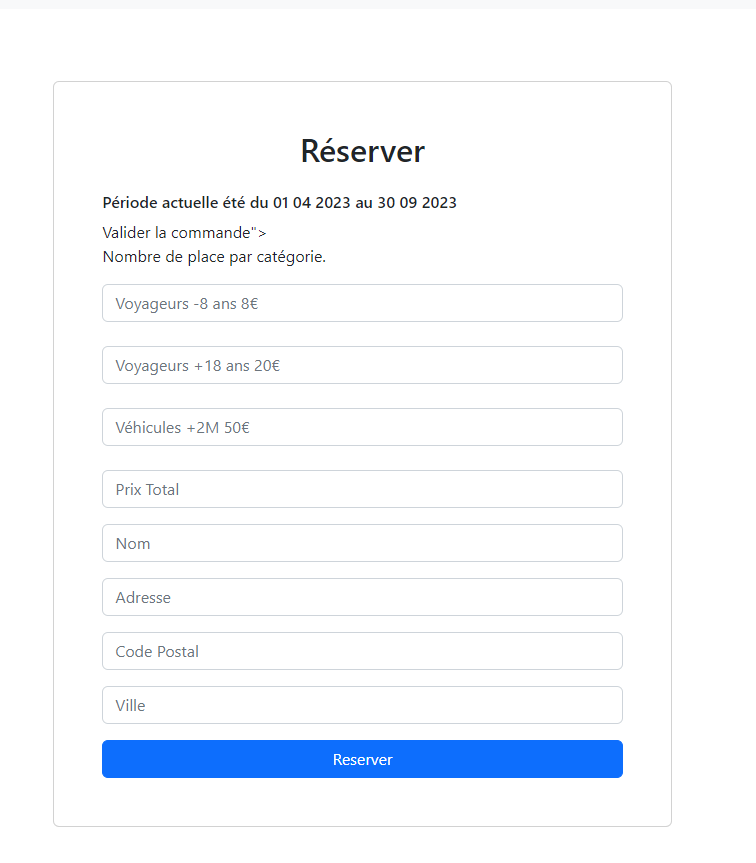 Réserver
Période actuelle été du 01 04 2023 au 30 09 2023
Valider la commande">
Nombre de place par catégorie.
Voyageurs -8 ans 8€
Voyageurs +18 ans 20€
Véhicules +2M 50€
Prix Total
Nom
Adresse
Code Postal
Ville
Reserver